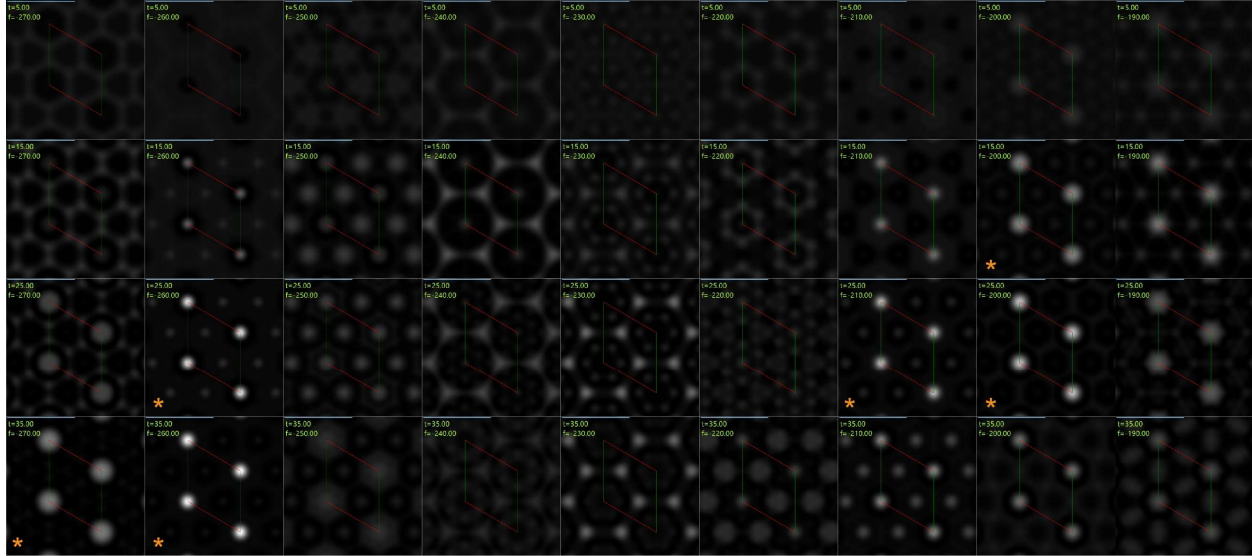 t=5.00
f=-270.00
t=5.00
f=-260.00
t=5.00
f=-250.00
t=5.00
f=-240.00
t=5.00
f=-230.00
t=5.00
f=-220.00
t=5.00
f=-210.00
t=5.00
f=-200.00
t=5.00
f=-190.00
t=15.00
f=-270.00
t=15.00
f=-260.00
t=15.00
f=-250.00
t=15.00
f=-240.00
t=15.00
f=-230.00
t=15.00
f=-220.00
t=15.00
f=-210.00
t=15.00
f=-200.00
*
t=15.00
f=-190.00
t=25.00
f=-270.00
t=25.00
f=-260.00
*
t=25.00
f=-250.00
t=25.00
f=-240.00
t=25.00
f=-230.00
t=25.00
f=-220.00
t=25.00
f=-210.00
*
t=25.00
f=-200.00
*
t=25.00
f=-190.00
t=35.00
f=-270.00
*
t=35.00
f=-260.00
*
t=35.00
f=-250.00
t=35.00
f=-240.00
t=35.00
f=-230.00
t=35.00
f=-220.00
t=35.00
f=-210.00
t=35.00
f=-200.00
t=35.00
f=-190.00